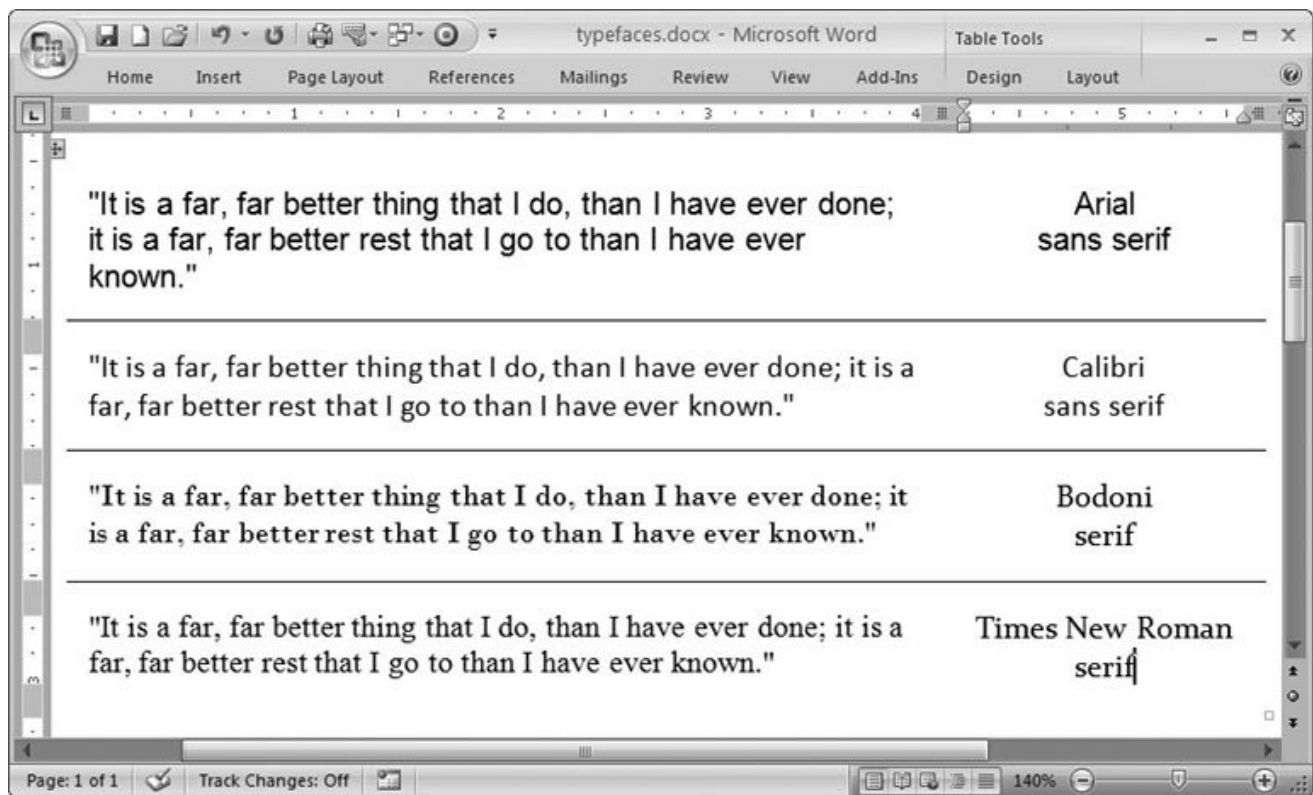 typefaces.docx - Microsoft Word
Table Tools
Home Insert Page Layout References Mailings Review View Add-Ins Design Layout
1 2 3 4 5
"It is a far, far better thing that I do, than I have ever done;
it is a far, far better rest that I go to than I have ever
known."
Arial
sans serif
"It is a far, far better thing that I do, than I have ever done; it is a
far, far better rest that I go to than I have ever known."
Calibri
sans serif
"It is a far, far better thing that I do, than I have ever done; it
is a far, far better rest that I go to than I have ever known."
Bodoni
serif
"It is a far, far better thing that I do, than I have ever done; it is a
far, far better rest that I go to than I have ever known."
Times New Roman
serif
1
3
Page: 1 of 1 Track Changes: Off 140%